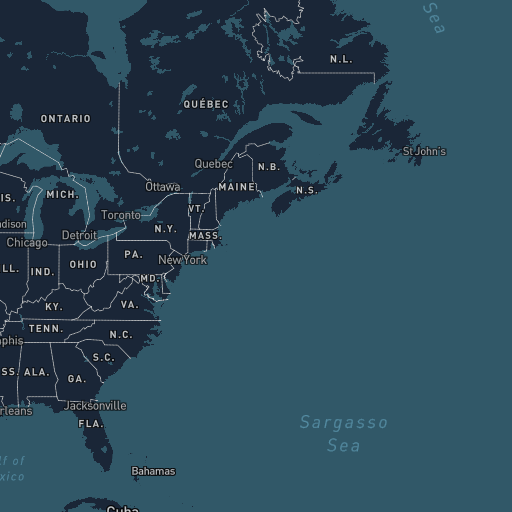 Sea
N.L.
QUÉBEC
ONTARIO
St John's
Quebec
N.B.
Ottawa
MAINE
N.S.
IS.
MICH.
VT.
Toronto
adison
Detroit
N.Y.
MASS.
Chicago
PA.
New York
LL.
IND.
OHIO
MD.
KY.
VA.
TENN.
N.C.
phis
S.C.
SS.
ALA.
GA.
rleans
Jacksonville
FLA.
Sargasso
Sea
lf of
xico
Bahamas
Cuba